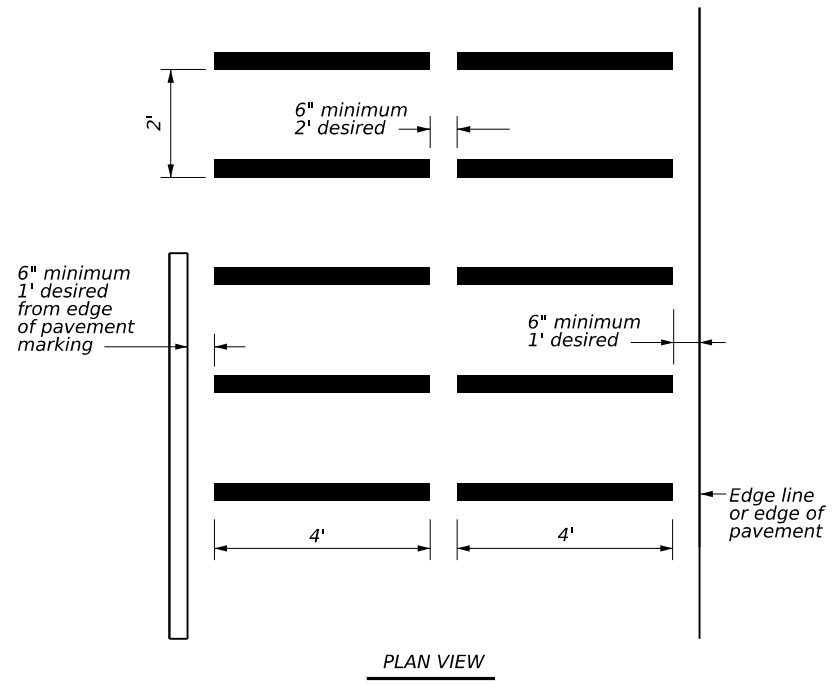 2'
6" minimum
2' desired
6" minimum
1' desired
from edge
of pavement
marking
6" minimum
1' desired
Edge line
or edge of
pavement
4'
4'
PLAN VIEW